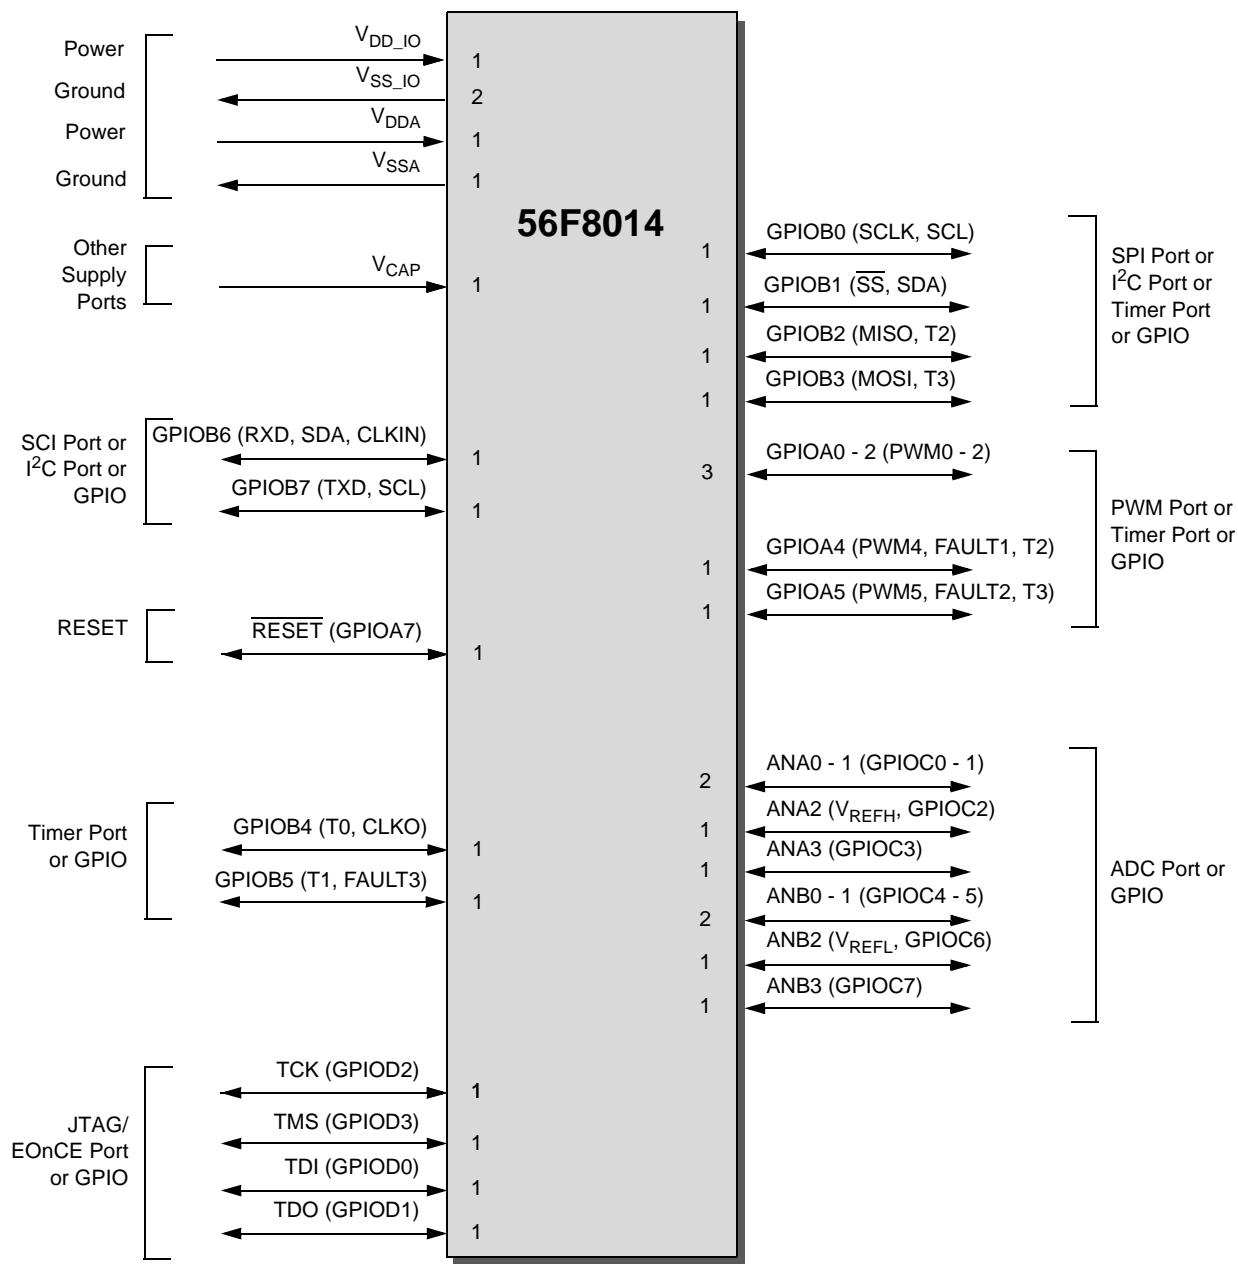 Power
V_DD_IO
1
Ground
V_SS_IO
2
Power
V_DDA
1
Ground
V_SSA
1
56F8014
Other
Supply
Ports
V_CAP
1
SCI Port or
I²C Port or
GPIO
GPIOB6 (RXD, SDA, CLKIN)
1
GPIOB7 (TXD, SCL)
1
RESET
RESET (GPIOA7)
1
Timer Port
or GPIO
GPIOB4 (T0, CLKO)
1
GPIOB5 (T1, FAULT3)
1
JTAG/
EOnCE Port
or GPIO
TCK (GPIOD2)
1
TMS (GPIOD3)
1
TDI (GPIOD0)
1
TDO (GPIOD1)
1
1
GPIOB0 (SCLK, SCL)
1
GPIOB1 (SS, SDA)
1
GPIOB2 (MISO, T2)
1
GPIOB3 (MOSI, T3)
SPI Port or
I²C Port or
Timer Port
or GPIO
3
GPIOA0 - 2 (PWM0 - 2)
1
GPIOA4 (PWM4, FAULT1, T2)
1
GPIOA5 (PWM5, FAULT2, T3)
PWM Port or
Timer Port or
GPIO
2
ANA0 - 1 (GPIOC0 - 1)
1
ANA2 (V_REFH, GPIOC2)
1
ANA3 (GPIOC3)
2
ANB0 - 1 (GPIOC4 - 5)
1
ANB2 (V_REFL, GPIOC6)
1
ANB3 (GPIOC7)
ADC Port or
GPIO